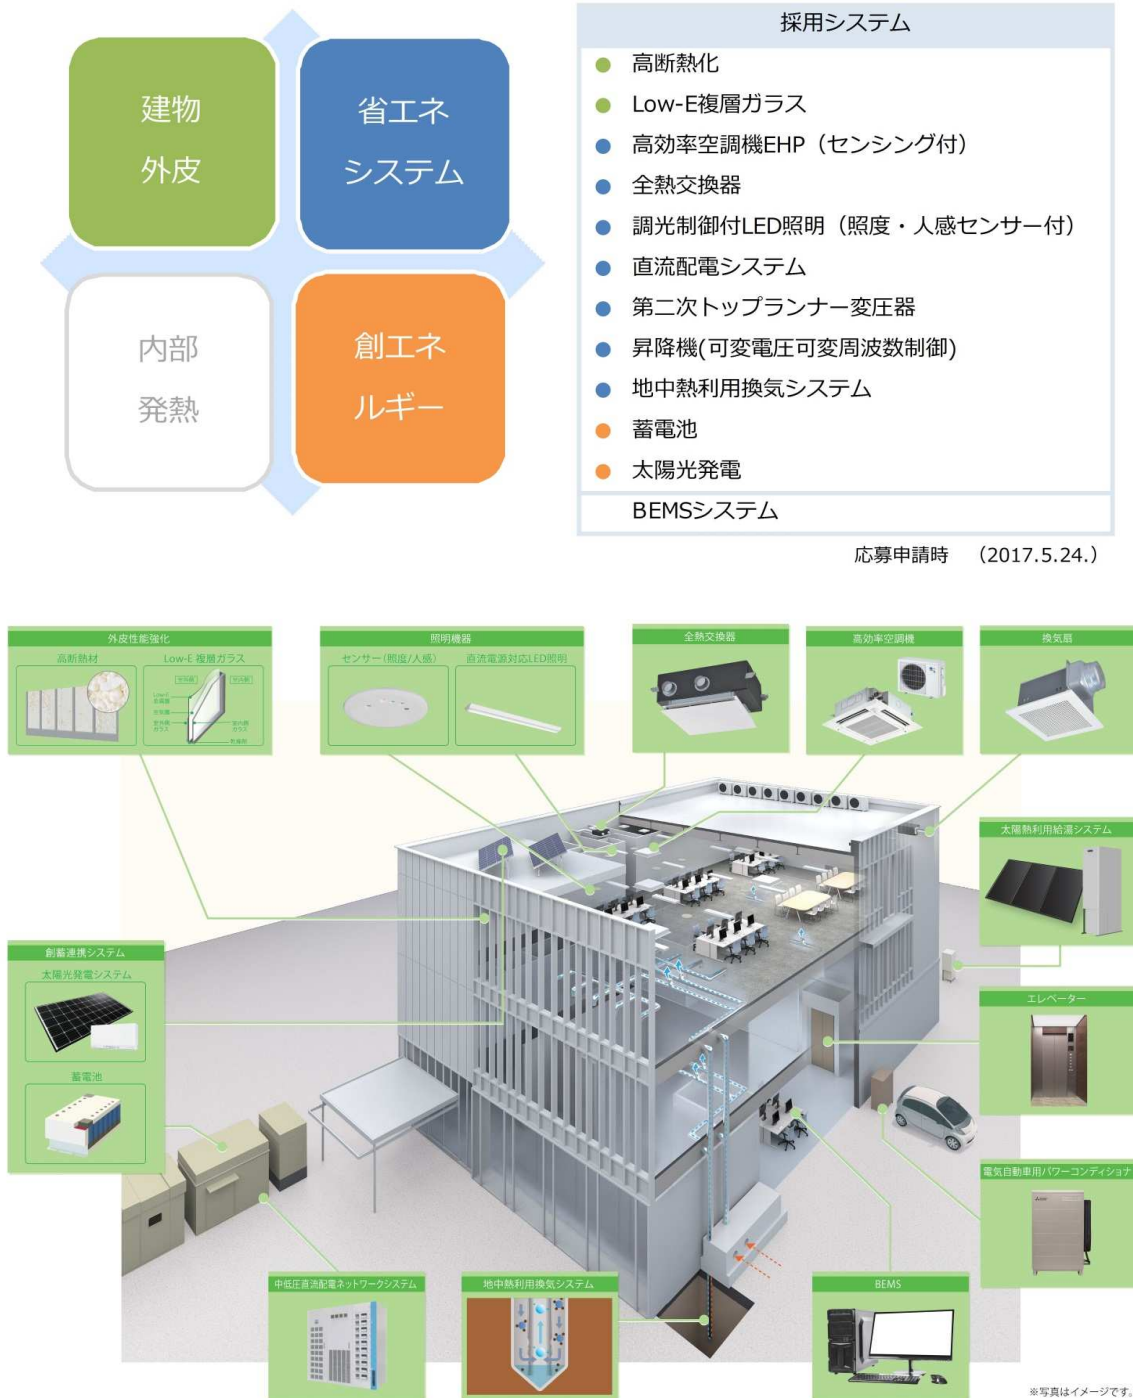 建物
外皮
省エネ
システム
内部
発熱
創エネ
ルギー
採用システム
高断熱化
Low-E複層ガラス
高効率空調機EHP（センシング付）
全熱交換器
調光制御付LED照明（照度・人感センサー付）
直流配電システム
第二次トップランナー変圧器
昇降機(可変電圧可変周波数制御)
地中熱利用換気システム
蓄電池
太陽光発電
BEMSシステム
応募申請時　（2017.5.24.）
外皮性能強化
高断熱材
Low-E 複層ガラス
照明機器
センサー（照度/人感）
直流電源対応LED照明
全熱交換器
高効率空調機
換気扇
太陽熱利用給湯システム
創蓄連携システム
太陽光発電システム
蓄電池
エレベーター
電気自動車用パワーコンディショナ
中低圧直流配電ネットワークシステム
地中熱利用換気システム
BEMS
※写真はイメージです。